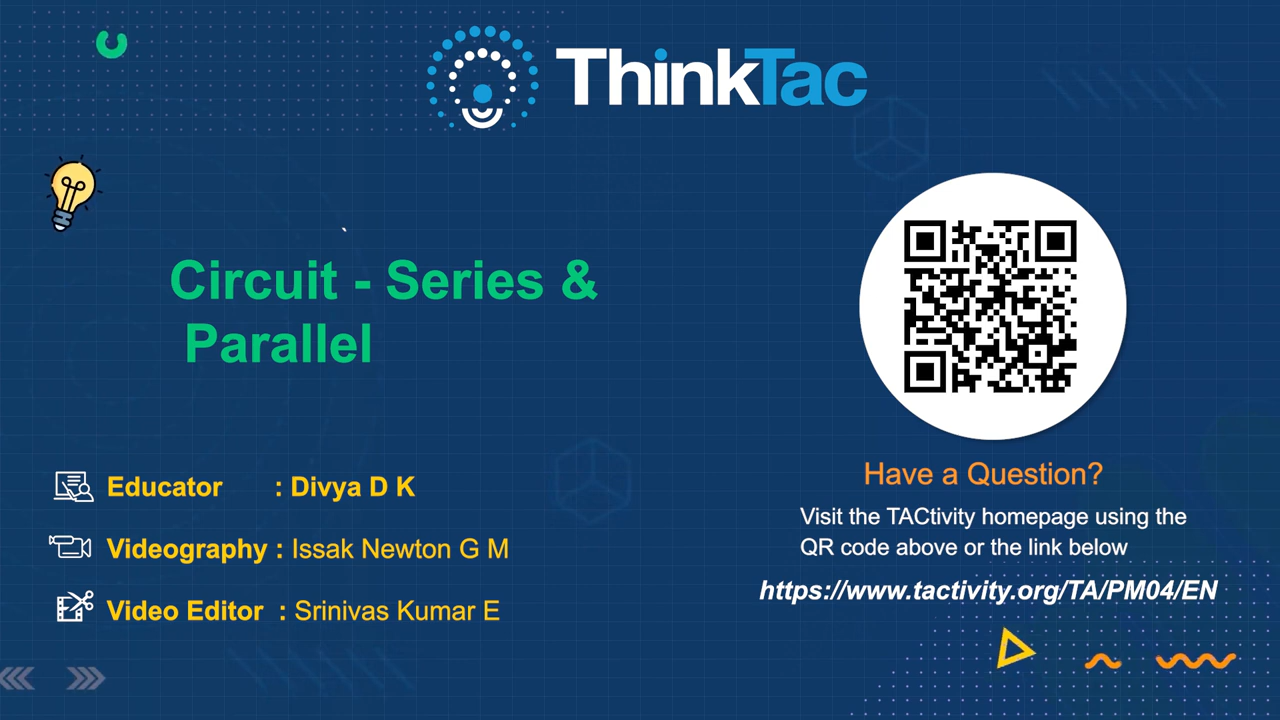 ThinkTac
Circuit - Series &
Parallel
Educator : Divya D K
Videography : Issak Newton G M
Video Editor : Srinivas Kumar E
Have a Question?
Visit the TACtivity homepage using the
QR code above or the link below
https://www.tactivity.org/TA/PM04/EN